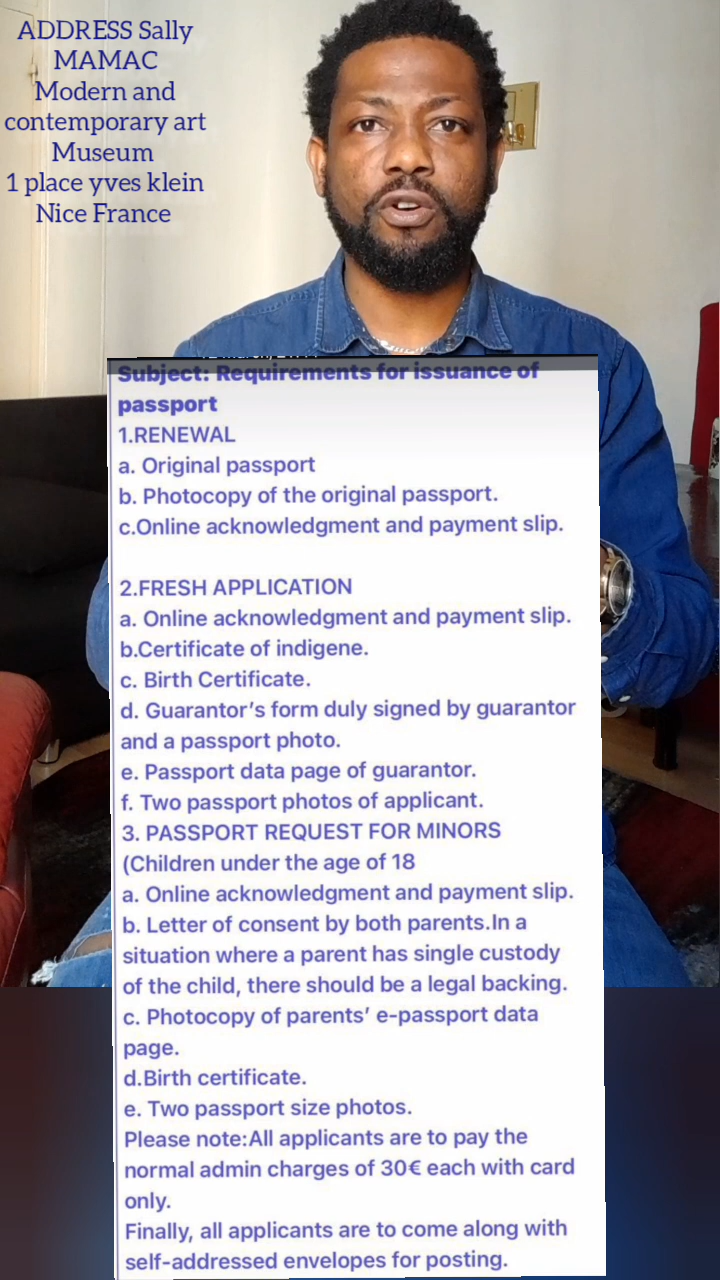 ADDRESS Sally
MAMAC
Modern and
contemporary art
Museum
1 place yves klein
Nice France
Subject: Requirements for issuance of
passport
1.RENEWAL
a. Original passport
b. Photocopy of the original passport.
c.Online acknowledgment and payment slip.
2.FRESH APPLICATION
a. Online acknowledgment and payment slip.
b.Certificate of indigene.
c. Birth Certificate.
d. Guarantor’s form duly signed by guarantor
and a passport photo.
e. Passport data page of guarantor.
f. Two passport photos of applicant.
3. PASSPORT REQUEST FOR MINORS
(Children under the age of 18
a. Online acknowledgment and payment slip.
b. Letter of consent by both parents.In a
situation where a parent has single custody
of the child, there should be a legal backing.
c. Photocopy of parents’ e-passport data
page.
d.Birth certificate.
e. Two passport size photos.
Please note:All applicants are to pay the
normal admin charges of 30€ each with card
only.
Finally, all applicants are to come along with
self-addressed envelopes for posting.